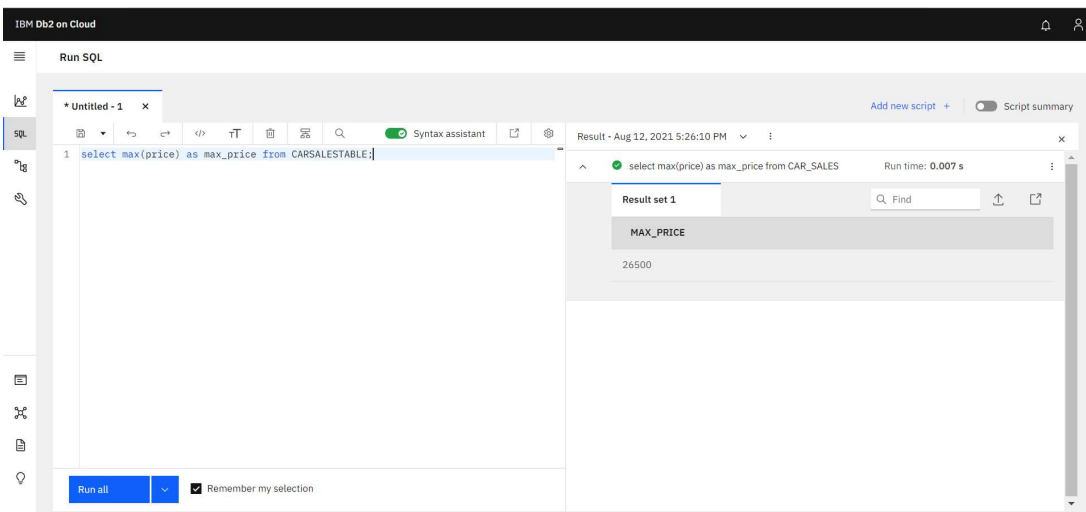 IBM Db2 on Cloud
Run SQL
* Untitled - 1 ×
Add new script +
Script summary
SQL
Syntax assistant
Result - Aug 12, 2021 5:26:10 PM
1 select max(price) as max_price from CARSALESTABLE;
select max(price) as max_price from CAR_SALES
Run time: 0.007 s
Result set 1
Find
MAX_PRICE
26500
Run all
Remember my selection